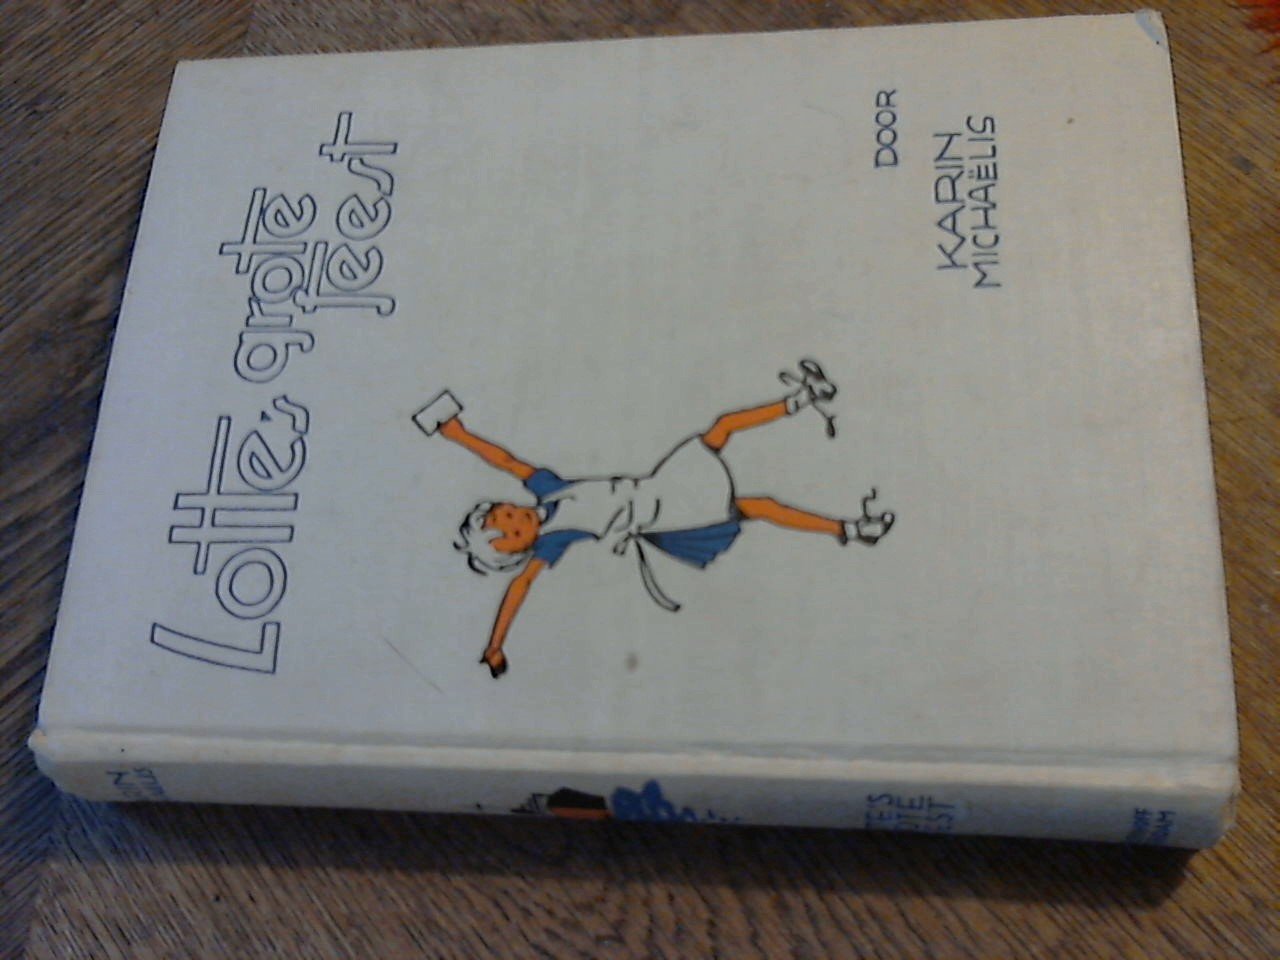 Lotte's grote
feest
DOOR
KARIN
MICHAËLIS